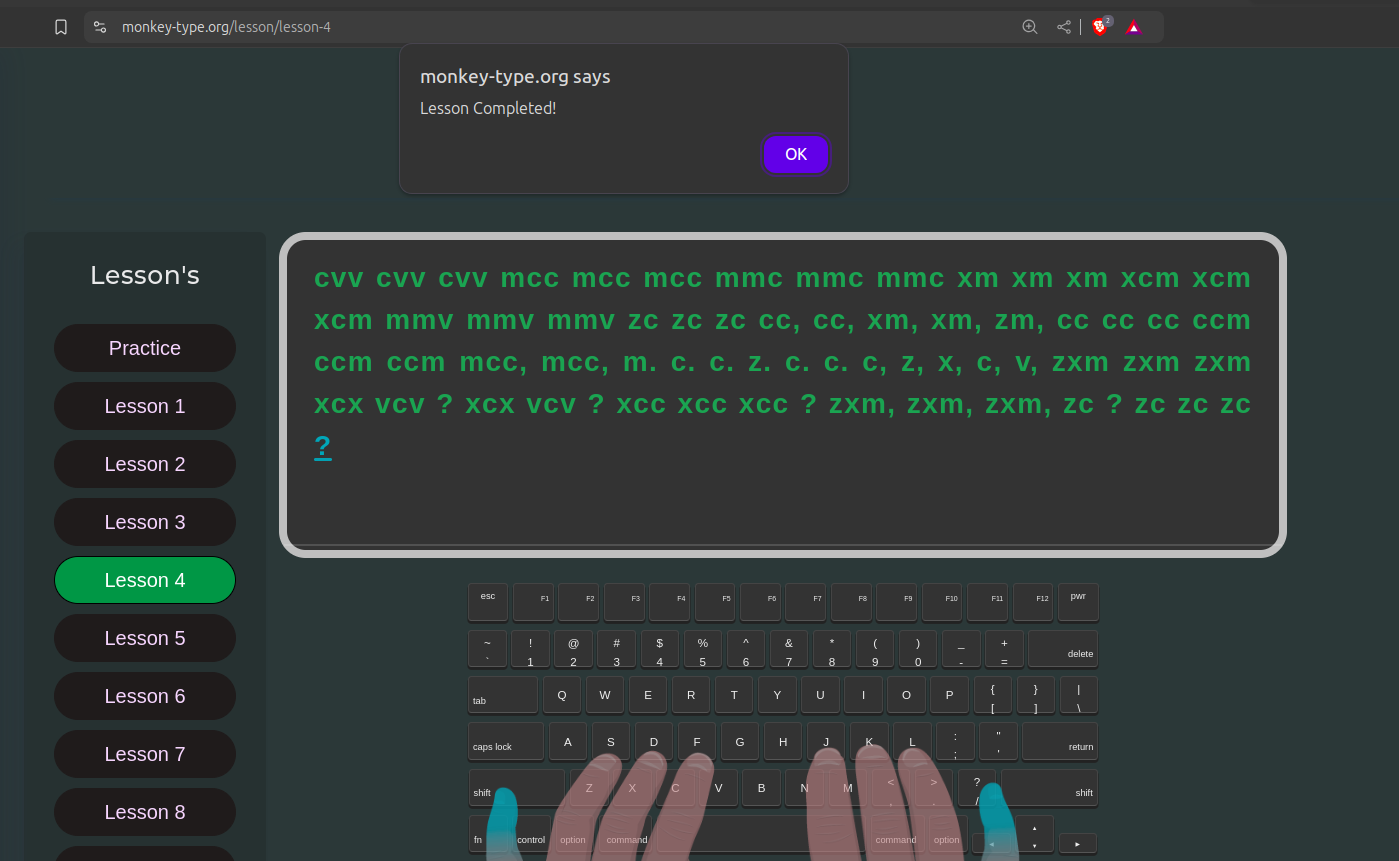 monkey-type.org/lesson/lesson-4
2
monkey-type.org says
Lesson Completed!
OK
Lesson's
Practice
Lesson 1
Lesson 2
Lesson 3
Lesson 4
Lesson 5
Lesson 6
Lesson 7
Lesson 8
cvv cvv cvv mcc mcc mcc mmc mmc mmc xm xm xm xcm xcm
xcm mmv mmv mmv zc zc zc cc, cc, xm, xm, zm, cc cc cc ccm
ccm ccm mcc, mcc, m. c. c. z. c. c. c, z, x, c, v, zxm zxm zxm
xcx vcv ? xcx vcv ? xcc xcc xcc ? zxm, zxm, zxm, zc ? zc zc zc
?
esc F1 F2 F3 F4 F5 F6 F7 F8 F9 F10 F11 F12 pwr
~ ! @ # $ % ^ & * ( ) _ +
` 1 2 3 4 5 6 7 8 9 0 - = delete
tab Q W E R T Y U I O P { } |
[ ] \
caps lock A S D F G H J K L : " return
; '
shift Z X C V B N M < > ? shift
, . /
fn control option command command option ◂ ▴ ▾ ▸